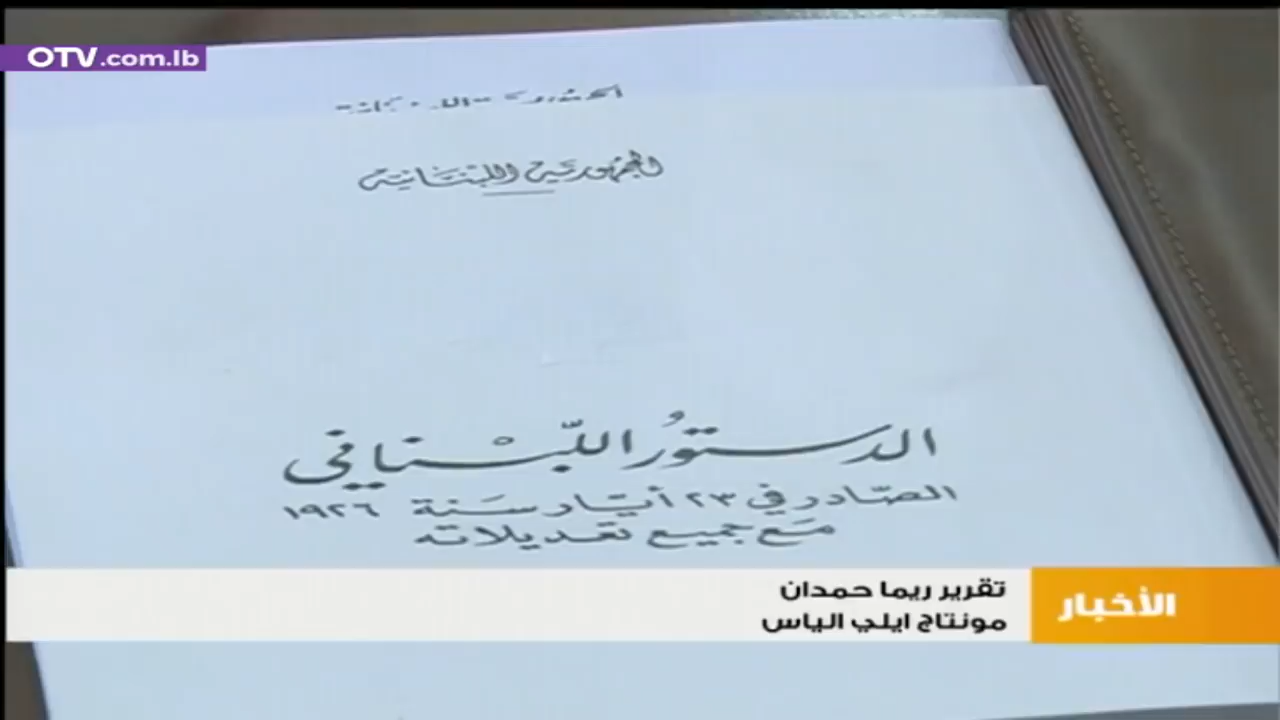 OTV.com.lb
الجمهورية اللبنانية
الدستور اللبناني
الصادر في ٢٣ أيار سنة ١٩٢٦
مع جميع تعديلاته
تقرير ريما حمدان
مونتاج ايلي الياس
الأخبار